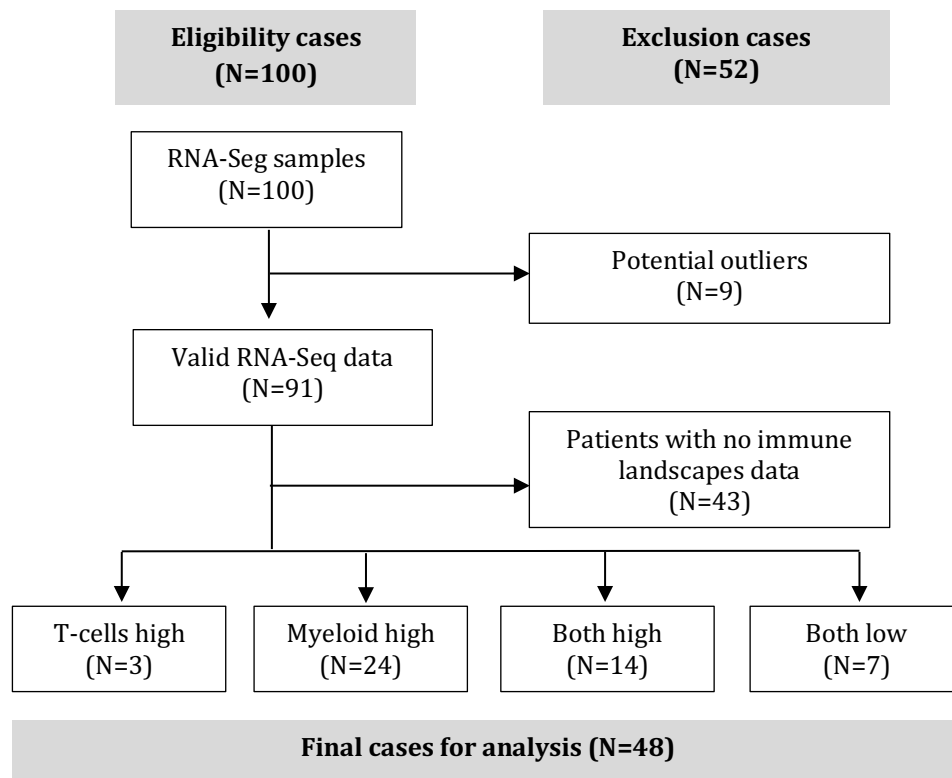 Eligibility cases
(N=100)
Exclusion cases
(N=52)
RNA-Seg samples
(N=100)
Potential outliers
(N=9)
Valid RNA-Seq data
(N=91)
Patients with no immune
landscapes data
(N=43)
T-cells high
(N=3)
Myeloid high
(N=24)
Both high
(N=14)
Both low
(N=7)
Final cases for analysis (N=48)